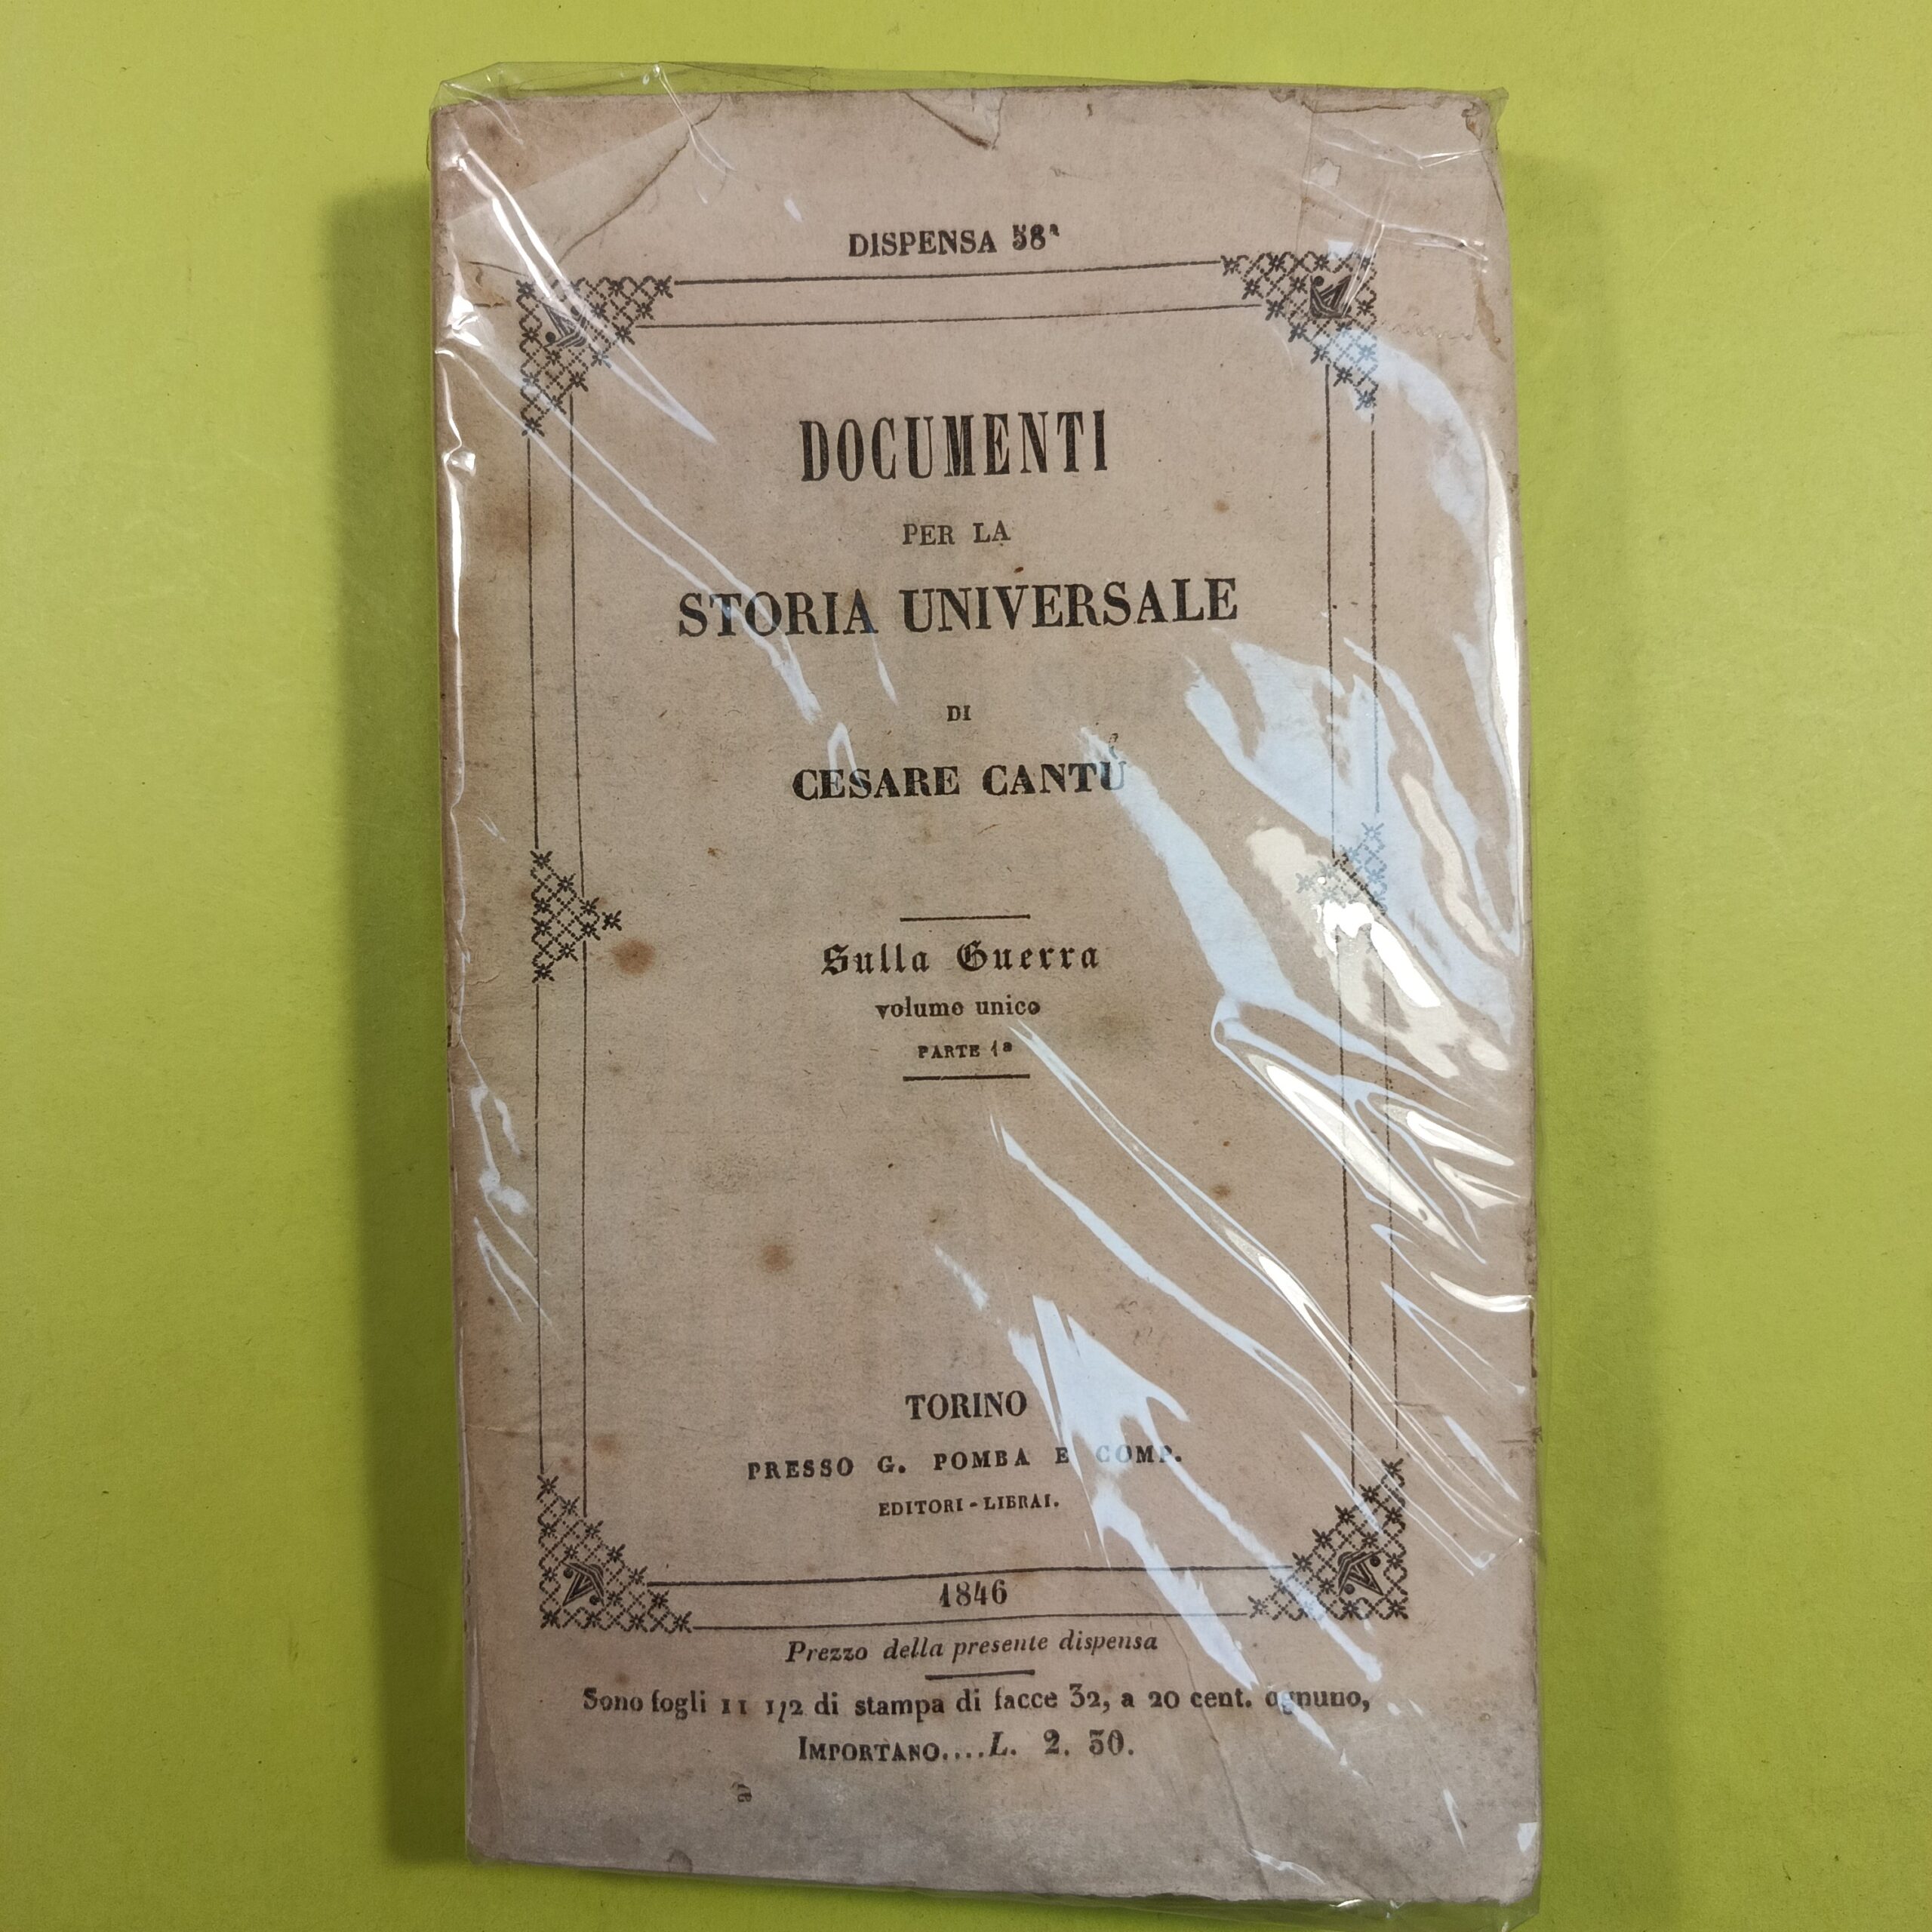 DISPENSA 58ª
DOCUMENTI
PER LA
STORIA UNIVERSALE
DI
CESARE CANTÙ
Sulla Guerra
volume unico
PARTE 1ª
TORINO
PRESSO G. POMBA E COMP.
EDITORI-LIBRAI.
1846
Prezzo della presente dispensa
Sono fogli 11 1/2 di stampa di facce 32, a 20 cent. ognuno,
IMPORTANO....L. 2. 30.